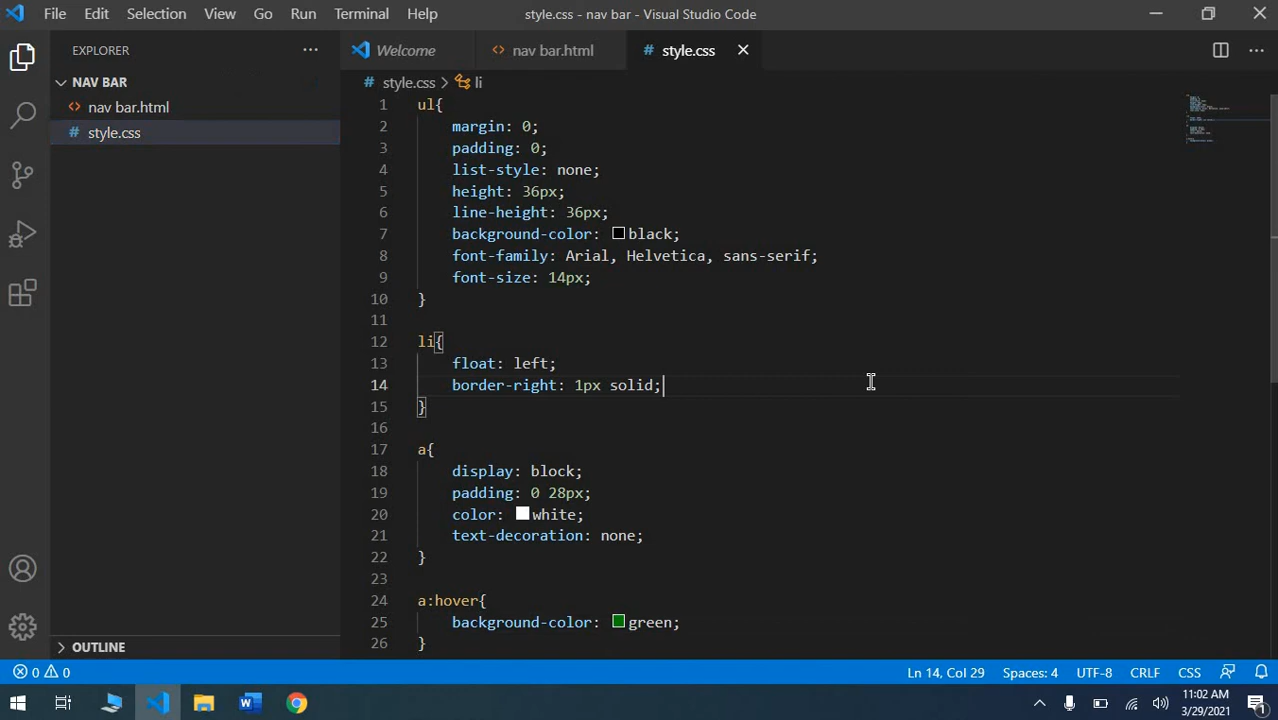 File Edit Selection View Go Run Terminal Help style.css - nav bar - Visual Studio Code
EXPLORER
Welcome nav bar.html style.css
NAV BAR
nav bar.html
style.css
style.css > li
1 ul{
2 margin: 0;
3 padding: 0;
4 list-style: none;
5 height: 36px;
6 line-height: 36px;
7 background-color: black;
8 font-family: Arial, Helvetica, sans-serif;
9 font-size: 14px;
10 }
11
12 li{
13 float: left;
14 border-right: 1px solid;
15 }
16
17 a{
18 display: block;
19 padding: 0 28px;
20 color: white;
21 text-decoration: none;
22 }
23
24 a:hover{
25 background-color: green;
26 }
OUTLINE
0 0 Ln 14, Col 29 Spaces: 4 UTF-8 CRLF CSS
11:02 AM
3/29/2021